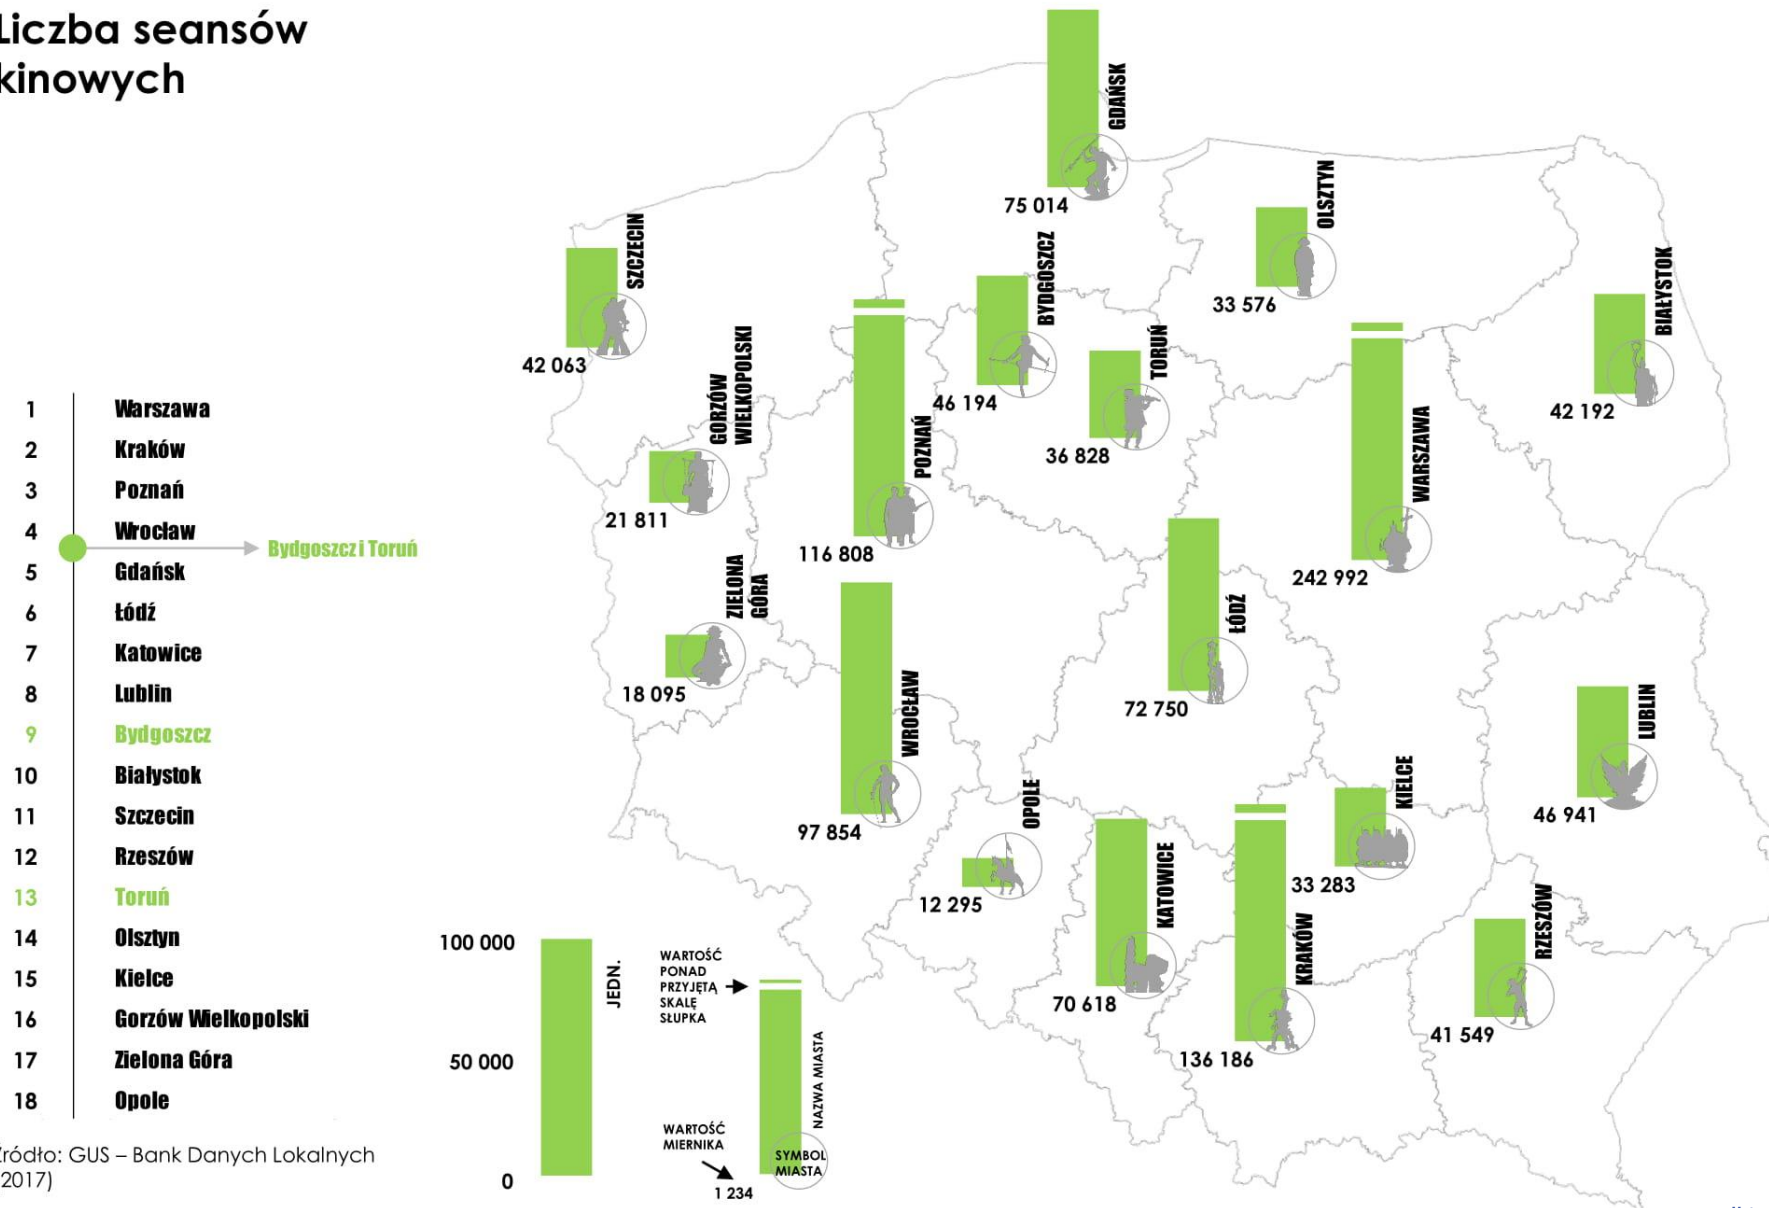 Liczba seansów
kinowych
1 Warszawa
2 Kraków
3 Poznań
4 Wrocław
Bydgoszcz i Toruń
5 Gdańsk
6 Łódź
7 Katowice
8 Lublin
9 Bydgoszcz
10 Białystok
11 Szczecin
12 Rzeszów
13 Toruń
14 Olsztyn
15 Kielce
16 Gorzów Wielkopolski
17 Zielona Góra
18 Opole
Źródło: GUS – Bank Danych Lokalnych
2017)
100 000
50 000
0
JEDN.
WARTOŚĆ
PONAD
PRZYJĘTĄ
SKALĘ
SŁUPKA
WARTOŚĆ
MIERNIKA
1 234
NAZWA MIASTA
SYMBOL
MIASTA
GDAŃSK
75 014
OLSZTYN
33 576
SZCZECIN
42 063
BYDGOSZCZ
46 194
TORUŃ
36 828
BIAŁYSTOK
42 192
GORZÓW
WIELKOPOLSKI
21 811
POZNAŃ
116 808
WARSZAWA
242 992
ZIELONA
GÓRA
18 095
ŁÓDŹ
72 750
WROCŁAW
97 854
LUBLIN
46 941
OPOLE
12 295
KIELCE
33 283
KATOWICE
70 618
KRAKÓW
136 186
RZESZÓW
41 549